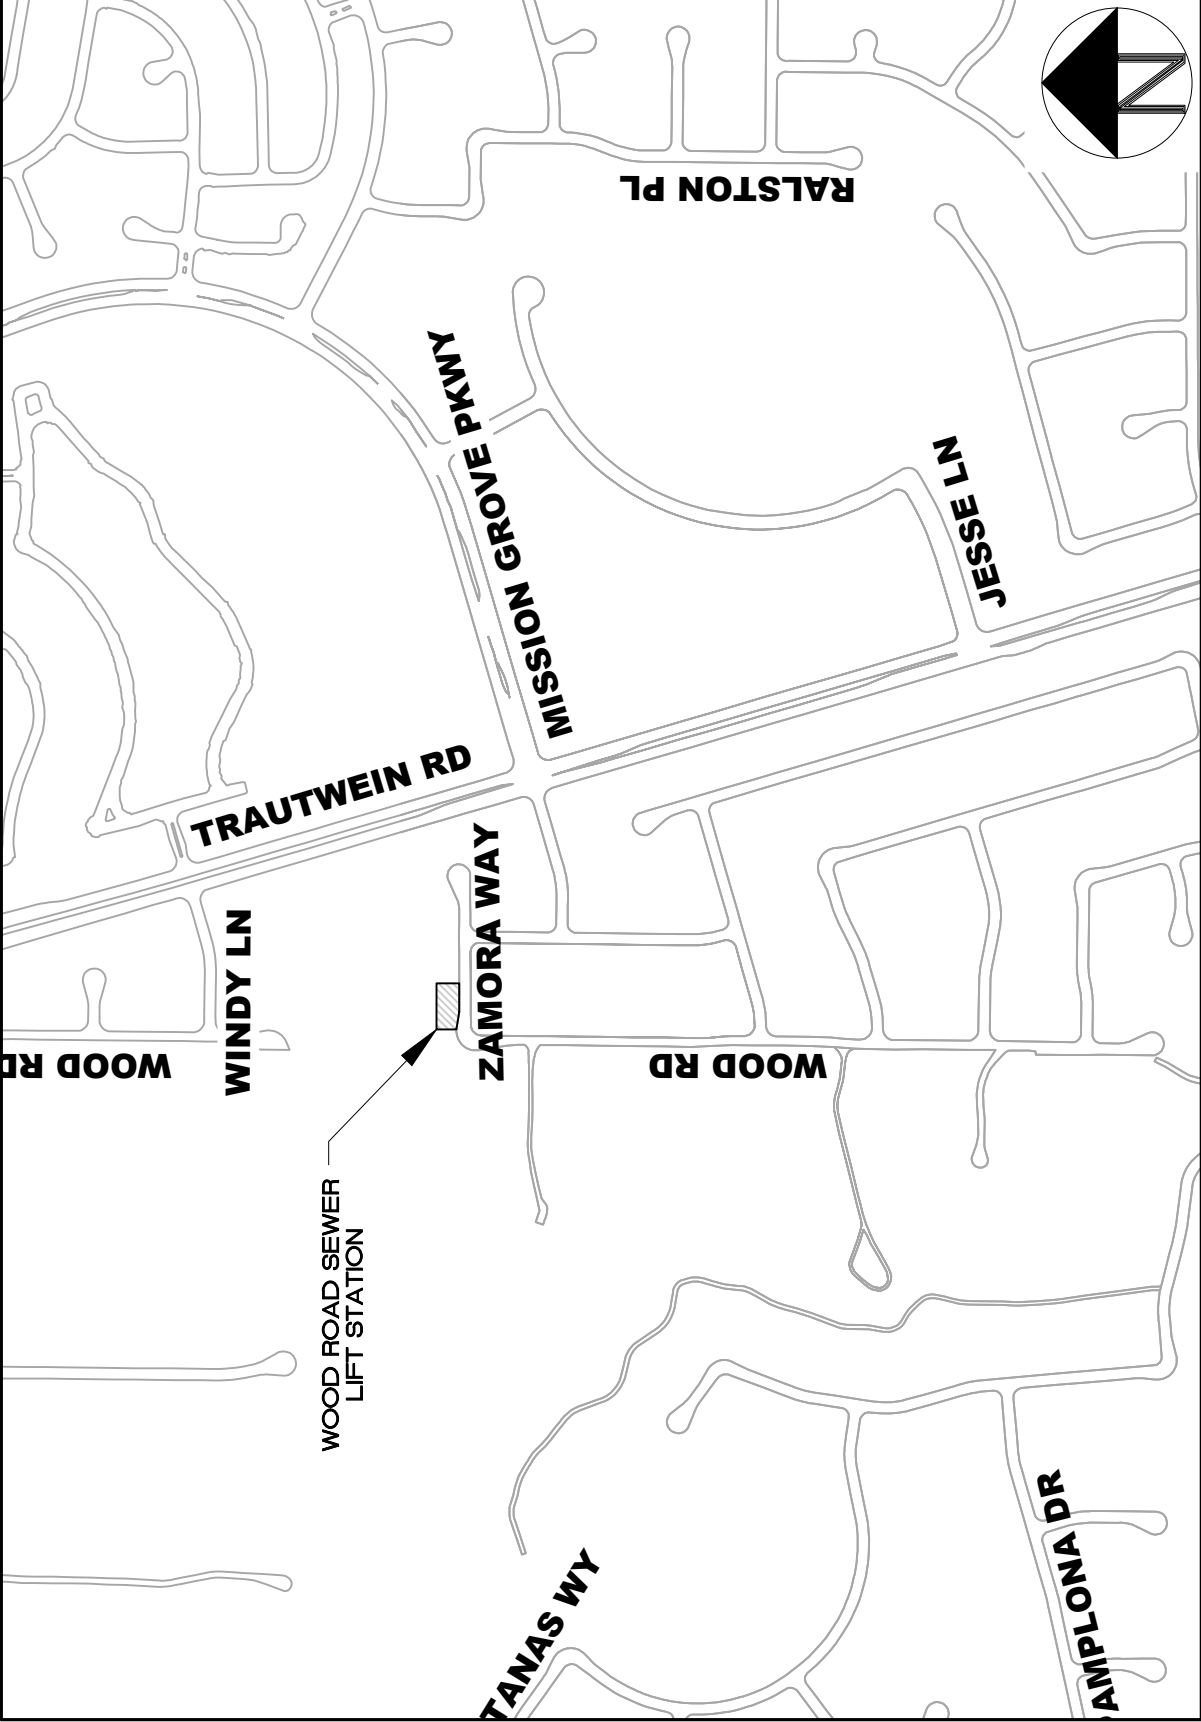 RALSTON PL
MISSION GROVE PKWY
JESSE LN
TRAUTWEIN RD
ZAMORA WAY
WINDY LN
WOOD RD
WOOD RD
WOOD ROAD SEWER
LIFT STATION
TANAS WY
AMPLONA DR
N